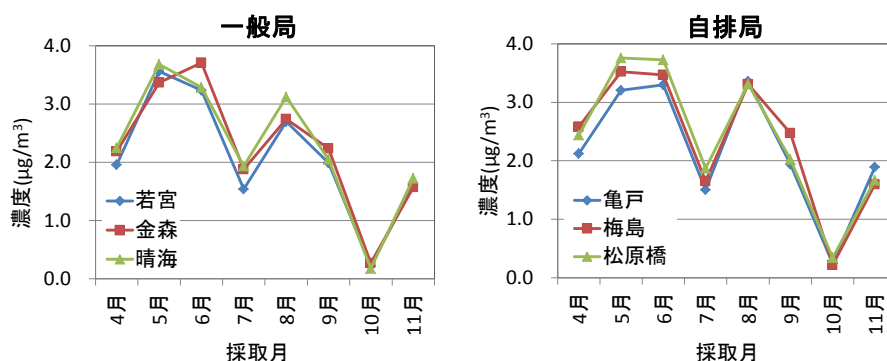 一般局
4.0
3.0
2.0
1.0
0.0
濃度(μg/m³)
若宮
金森
晴海
4月
5月
6月
7月
8月
9月
10月
11月
採取月
自排局
4.0
3.0
2.0
1.0
0.0
濃度(μg/m³)
亀戸
梅島
松原橋
4月
5月
6月
7月
8月
9月
10月
11月
採取月